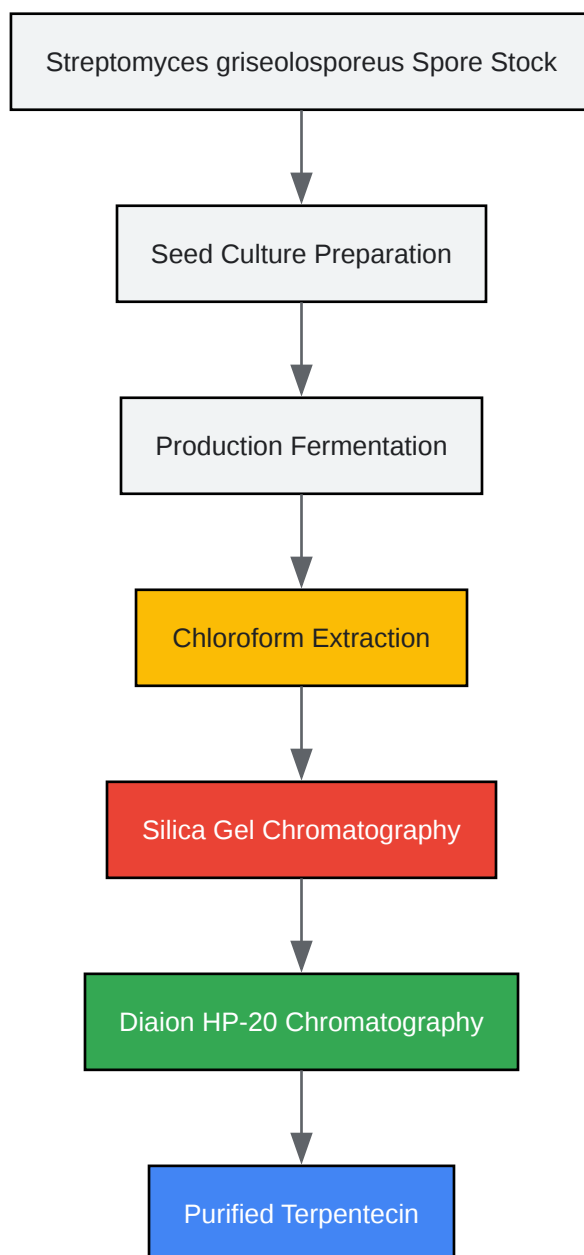 Streptomyces griseolosporeus Spore Stock
Seed Culture Preparation
Production Fermentation
Chloroform Extraction
Silica Gel Chromatography
Diaion HP-20 Chromatography
Purified Terpentecin